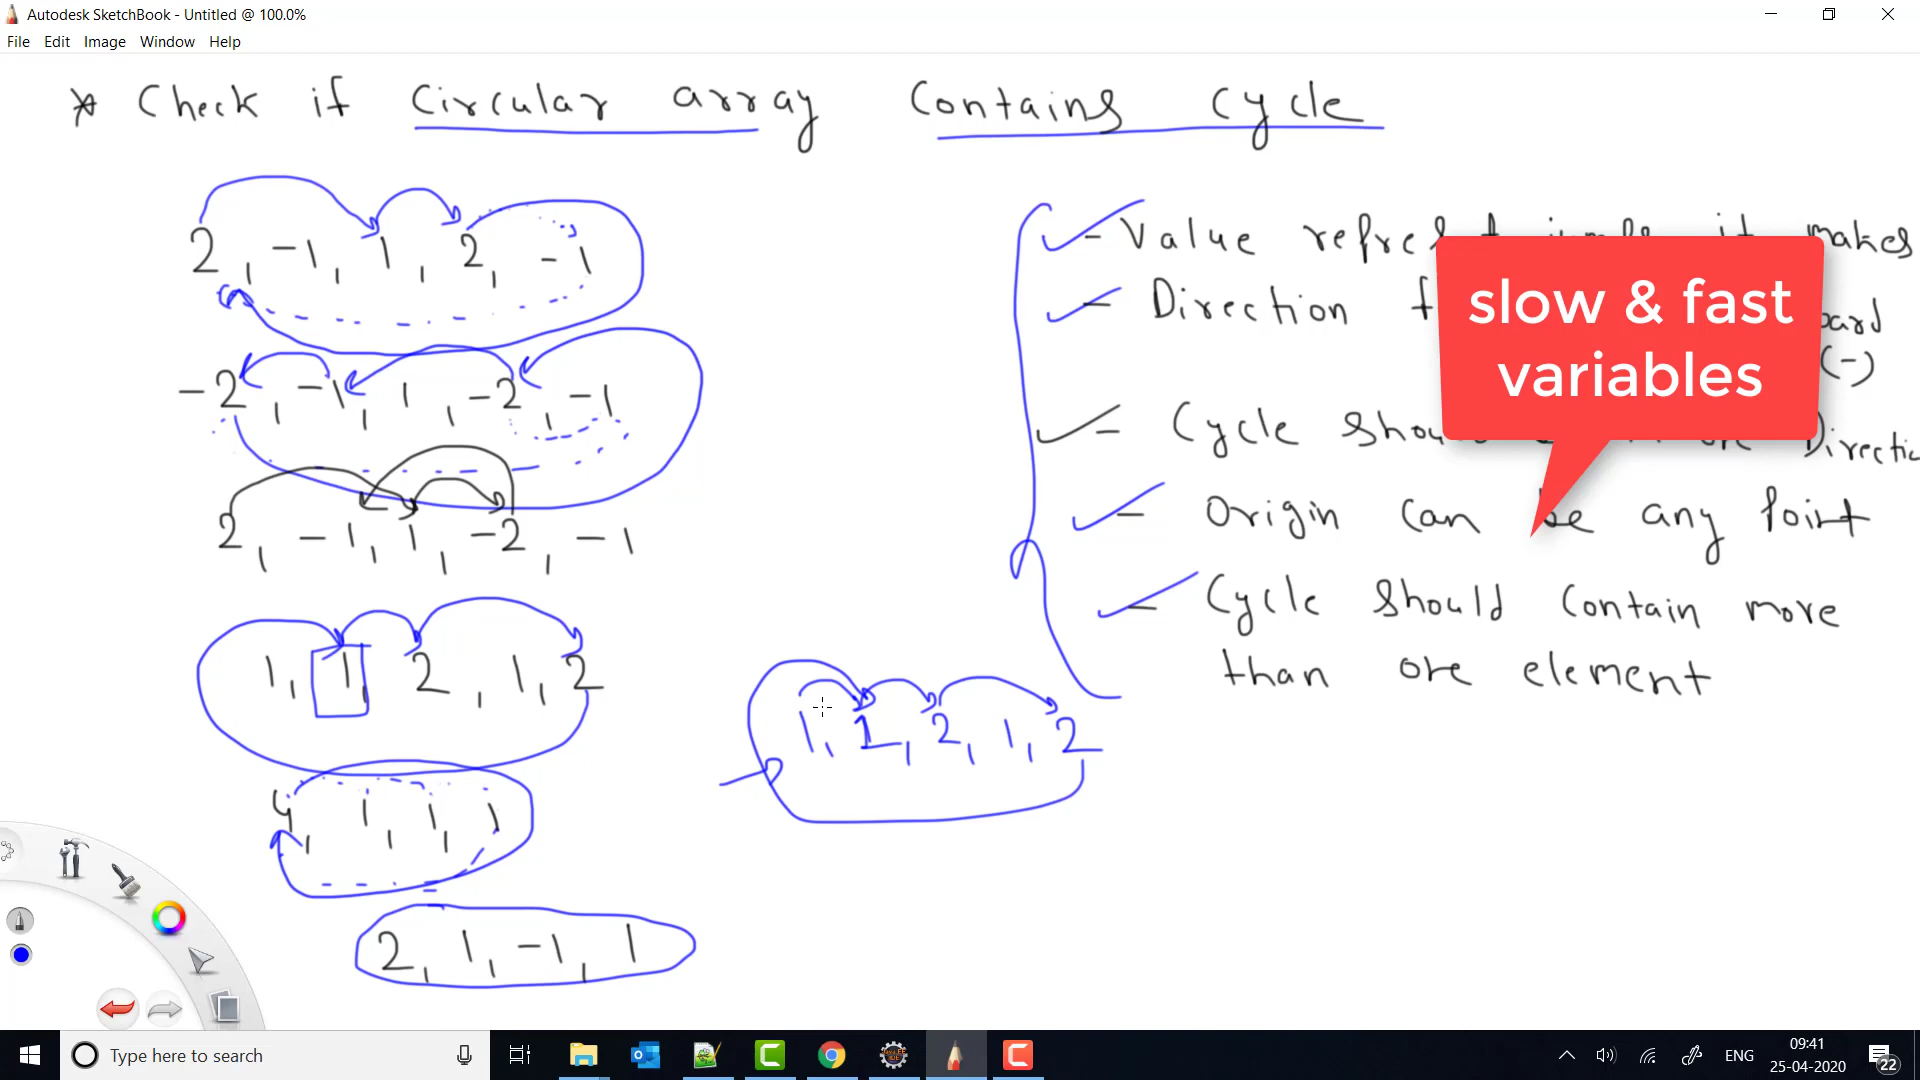 Autodesk SketchBook - Untitled @ 100.0%
File Edit Image Window Help
* Check if Circular array Contains Cycle
2, -1, 1, 2, -1
-2, -1, 1, -2, -1
2, -1, 1, -2, -1
1, 1, 2, 1, 2
4, 1, 1, 1
2, 1, -1, 1
1, 1, 2, 1, 2
- Value makes
- Direction
(-)
- Cycle
- Origin Can be any Point
- Cycle Should Contain more
than one element
slow & fast
variables
Type here to search
ENG
09:41
25-04-2020
22